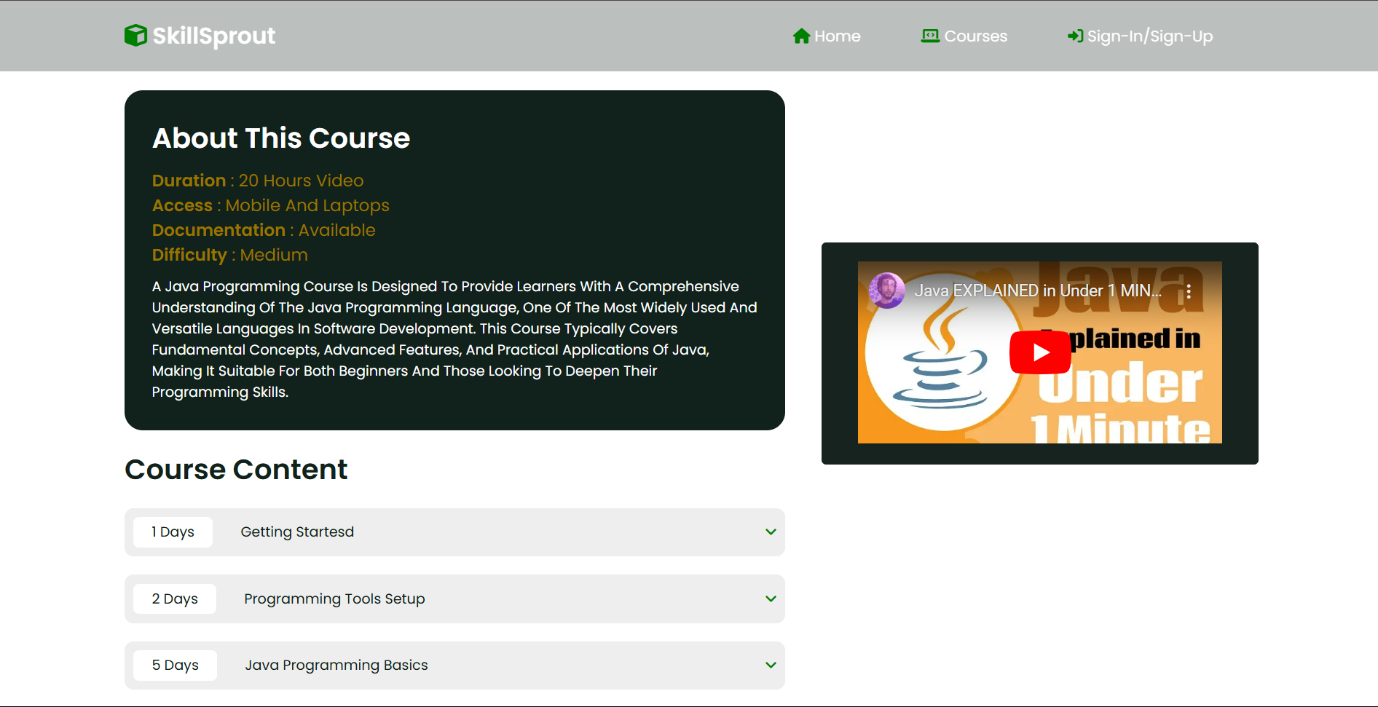 SkillSprout
Home
Courses
Sign-In/Sign-Up
About This Course
Duration : 20 Hours Video
Access : Mobile And Laptops
Documentation : Available
Difficulty : Medium
A Java Programming Course Is Designed To Provide Learners With A Comprehensive
Understanding Of The Java Programming Language, One Of The Most Widely Used And
Versatile Languages In Software Development. This Course Typically Covers
Fundamental Concepts, Advanced Features, And Practical Applications Of Java,
Making It Suitable For Both Beginners And Those Looking To Deepen Their
Programming Skills.
Java EXPLAINED in Under 1 MIN...
Java
Explained in
Under
1 Minute
Course Content
1 Days Getting Startesd
2 Days Programming Tools Setup
5 Days Java Programming Basics